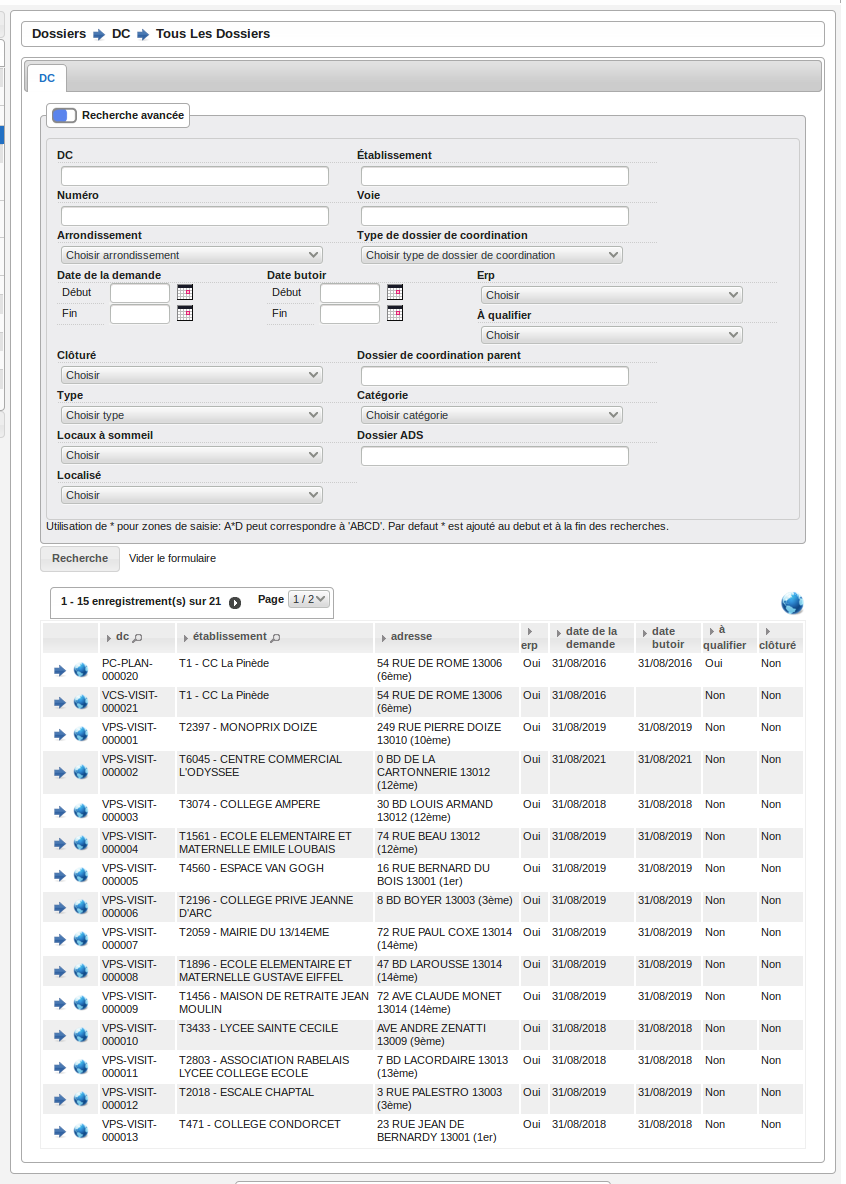 Dossiers DC Tous Les Dossiers
DC
Recherche avancée
DC Établissement
Numéro Voie
Arrondissement Type de dossier de coordination
Choisir arrondissement Choisir type de dossier de coordination
Date de la demande Date butoir Erp
Début Début Choisir
Fin Fin À qualifier
Choisir
Clôturé Dossier de coordination parent
Choisir
Type Catégorie
Choisir type Choisir catégorie
Locaux à sommeil Dossier ADS
Choisir
Localisé
Choisir
Utilisation de * pour zones de saisie: A*D peut correspondre à 'ABCD'. Par defaut * est ajouté au debut et à la fin des recherches.
Recherche Vider le formulaire
1 - 15 enregistrement(s) sur 21 Page 1 / 2
dc établissement adresse erp date de la demande date butoir à qualifier clôturé
PC-PLAN- T1 - CC La Pinède 54 RUE DE ROME 13006 Oui 31/08/2016 31/08/2016 Oui Non
000020 (6ème)
VCS-VISIT- T1 - CC La Pinède 54 RUE DE ROME 13006 Oui 31/08/2016 Non Non
000021 (6ème)
VPS-VISIT- T2397 - MONOPRIX DOIZE 249 RUE PIERRE DOIZE Oui 31/08/2019 31/08/2019 Non Non
000001 13010 (10ème)
VPS-VISIT- T6045 - CENTRE COMMERCIAL 0 BD DE LA Oui 31/08/2021 31/08/2021 Non Non
000002 L'ODYSSEE CARTONNERIE 13012
(12ème)
VPS-VISIT- T3074 - COLLEGE AMPERE 30 BD LOUIS ARMAND Oui 31/08/2018 31/08/2018 Non Non
000003 13012 (12ème)
VPS-VISIT- T1561 - ECOLE ELEMENTAIRE ET 74 RUE BEAU 13012 Oui 31/08/2019 31/08/2019 Non Non
000004 MATERNELLE EMILE LOUBAIS (12ème)
VPS-VISIT- T4560 - ESPACE VAN GOGH 16 RUE BERNARD DU Oui 31/08/2019 31/08/2019 Non Non
000005 BOIS 13001 (1er)
VPS-VISIT- T2196 - COLLEGE PRIVE JEANNE 8 BD BOYER 13003 (3ème) Oui 31/08/2019 31/08/2019 Non Non
000006 D'ARC
VPS-VISIT- T2059 - MAIRIE DU 13/14EME 72 RUE PAUL COXE 13014 Oui 31/08/2019 31/08/2019 Non Non
000007 (14ème)
VPS-VISIT- T1896 - ECOLE ELEMENTAIRE ET 47 BD LAROUSSE 13014 Oui 31/08/2019 31/08/2019 Non Non
000008 MATERNELLE GUSTAVE EIFFEL (14ème)
VPS-VISIT- T1456 - MAISON DE RETRAITE JEAN 72 AVE CLAUDE MONET Oui 31/08/2019 31/08/2019 Non Non
000009 MOULIN 13014 (14ème)
VPS-VISIT- T3433 - LYCEE SAINTE CECILE AVE ANDRE ZENATTI Oui 31/08/2018 31/08/2018 Non Non
000010 13009 (9ème)
VPS-VISIT- T2803 - ASSOCIATION RABELAIS 7 BD LACORDAIRE 13013 Oui 31/08/2018 31/08/2018 Non Non
000011 LYCEE COLLEGE ECOLE (13ème)
VPS-VISIT- T2018 - ESCALE CHAPTAL 3 RUE PALESTRO 13003 Oui 31/08/2019 31/08/2019 Non Non
000012 (3ème)
VPS-VISIT- T471 - COLLEGE CONDORCET 23 RUE JEAN DE Oui 31/08/2018 31/08/2018 Non Non
000013 BERNARDY 13001 (1er)